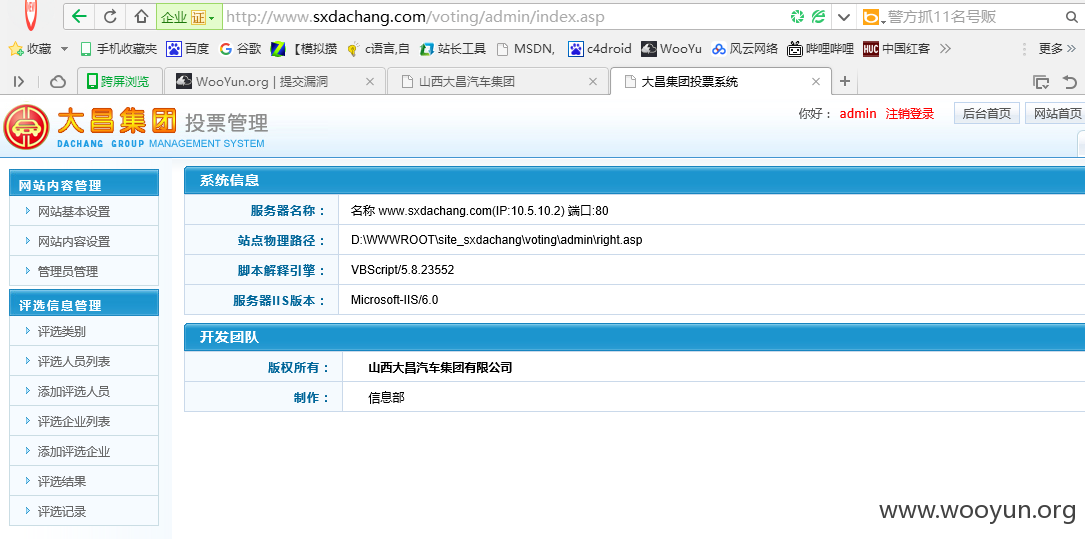 企业 证 http://www.sxdachang.com/voting/admin/index.asp 警方抓11名号贩
收藏 手机收藏夹 百度 谷歌 【模拟攒 c语言,自 站长工具 MSDN, c4droid WooYu 风云网络 哔哩哔哩 HUC 中国红客 更多
跨屏浏览 WooYun.org | 提交漏洞 山西大昌汽车集团 大昌集团投票系统
大昌集团 投票管理 你好： admin 注销登录 后台首页 网站首页
DACHANG GROUP MANAGEMENT SYSTEM
网站内容管理
网站基本设置
网站内容设置
管理员管理
评选信息管理
评选类别
评选人员列表
添加评选人员
评选企业列表
添加评选企业
评选结果
评选记录
系统信息
服务器名称： 名称 www.sxdachang.com(IP:10.5.10.2) 端口:80
站点物理路径： D:\WWWROOT\site_sxdachang\voting\admin\right.asp
脚本解释引擎： VBScript/5.8.23552
服务器IIS版本： Microsoft-IIS/6.0
开发团队
版权所有： 山西大昌汽车集团有限公司
制作： 信息部
www.wooyun.org